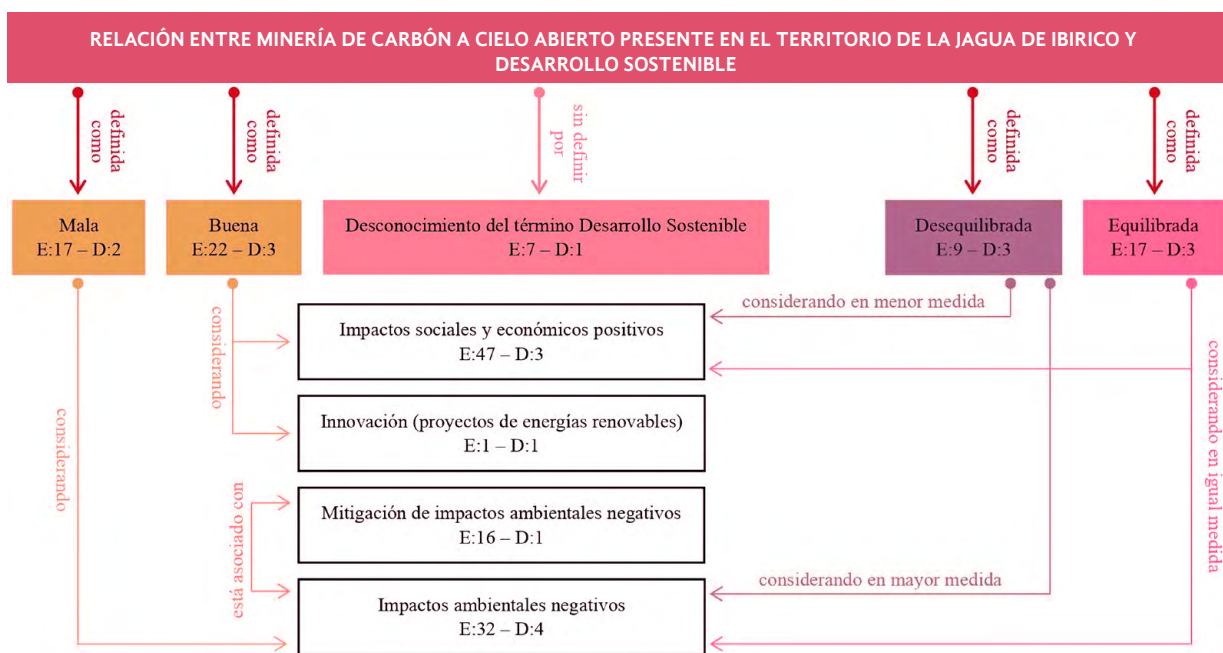 RELACIÓN ENTRE MINERÍA DE CARBÓN A CIELO ABIERTO PRESENTE EN EL TERRITORIO DE LA JAGUA DE IBIRICO Y
DESARROLLO SOSTENIBLE
definida
como
definida
como
sin definir
por
definida
como
definida
como
Mala
E:17 – D:2
Buena
E:22 – D:3
Desconocimiento del término Desarrollo Sostenible
E:7 – D:1
Desequilibrada
E:9 – D:3
Equilibrada
E:17 – D:3
considerando
considerando
considerando en menor medida
considerando en igual medida
Impactos sociales y económicos positivos
E:47 – D:3
Innovación (proyectos de energías renovables)
E:1 – D:1
está asociado con
Mitigación de impactos ambientales negativos
E:16 – D:1
considerando en mayor medida
Impactos ambientales negativos
E:32 – D:4